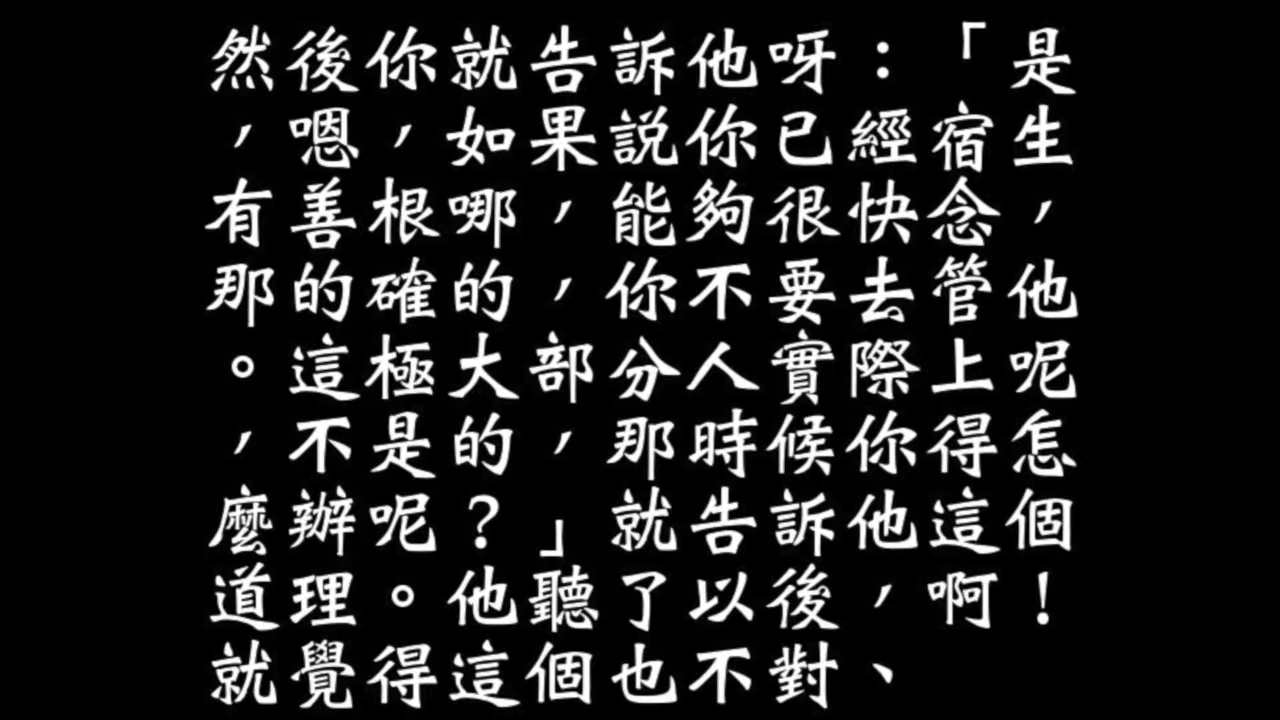 然後你就告訴他呀：「是
，嗯，如果説你已經宿生
有善根哪，能夠很快念，
那的確的，你不要去管他
。這極大部分人實際上呢
，不是的，那時候你得怎
麼辦呢？」就告訴他這個
道理。他聽了以後，啊！
就覺得這個也不對、